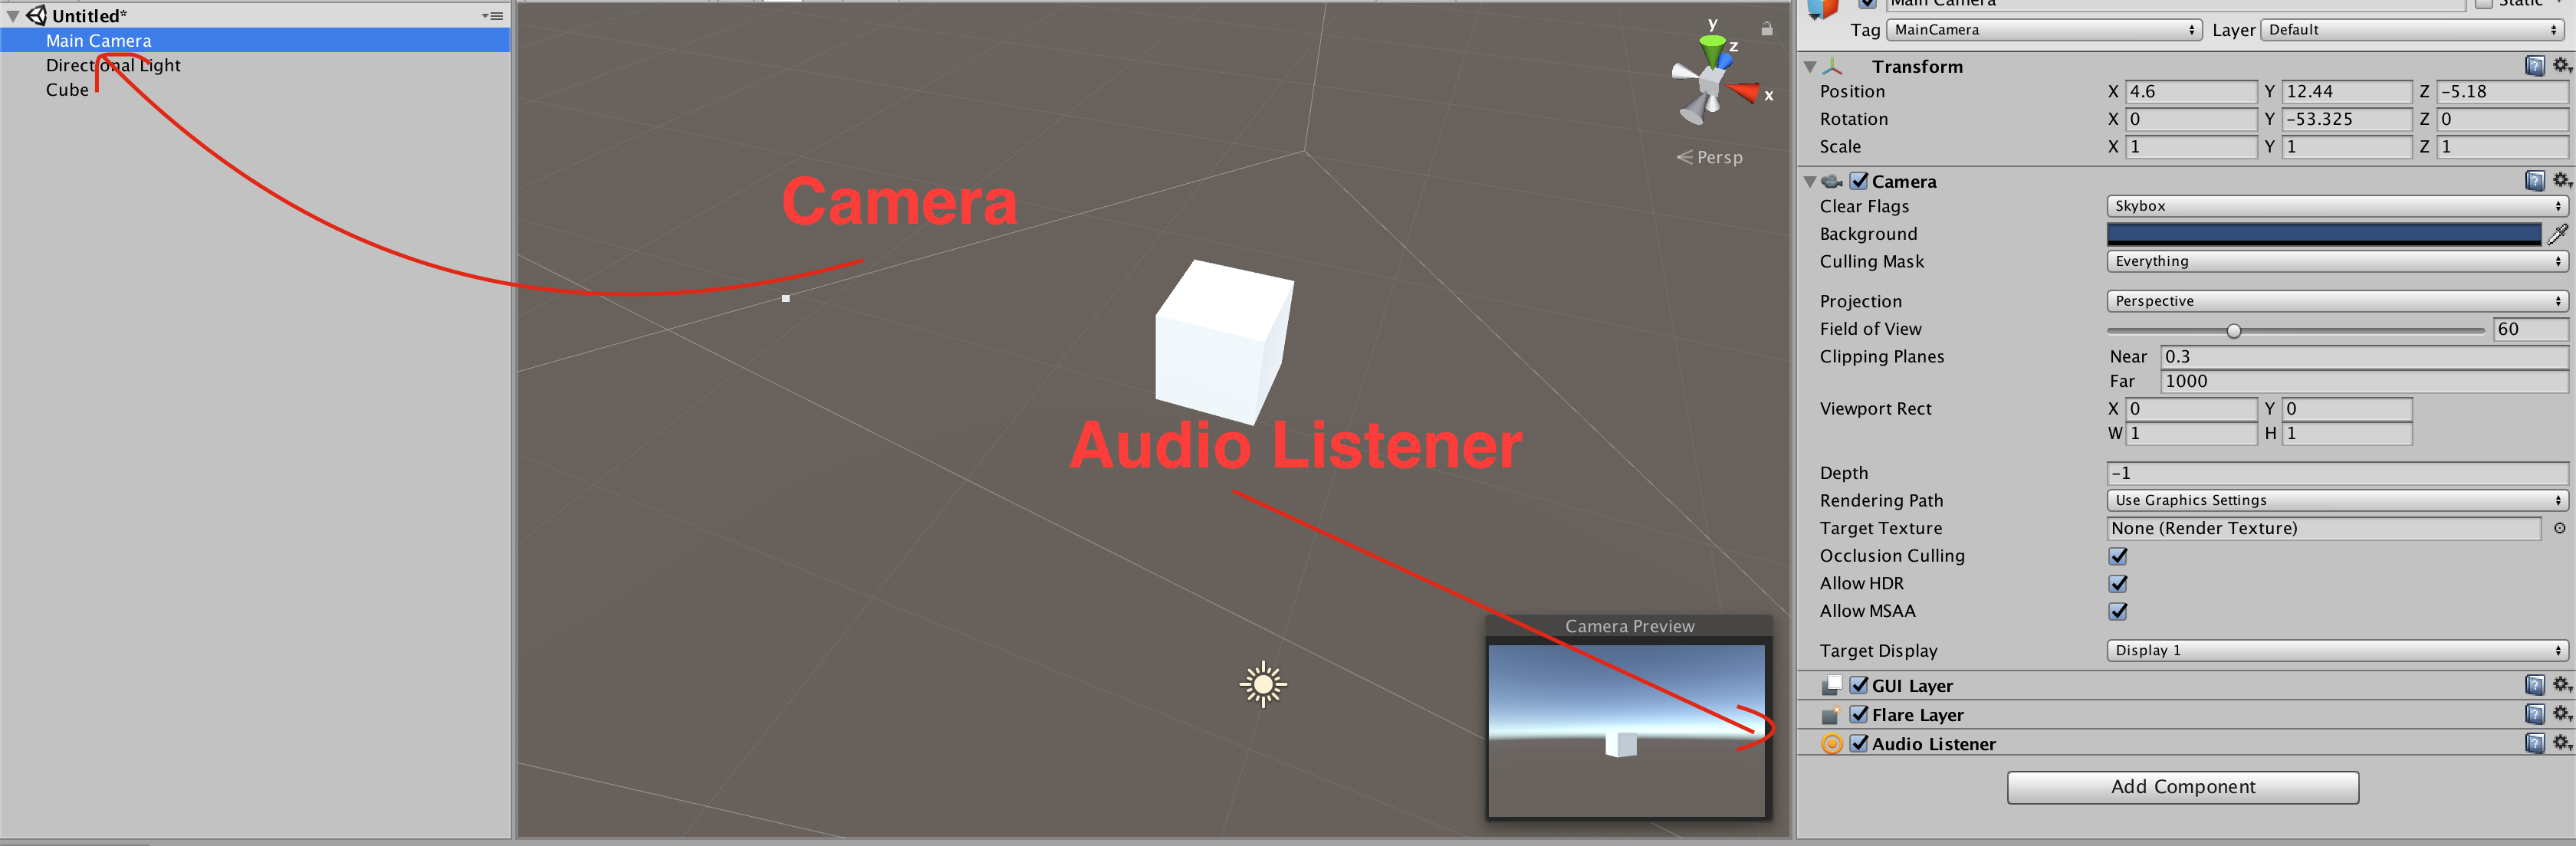 Untitled*
Main Camera
Directional Light
Cube
y
z
x
Persp
Camera
Audio Listener
Camera Preview
Main Camera
Static
Tag MainCamera Layer Default
Transform
Position X 4.6 Y 12.44 Z -5.18
Rotation X 0 Y -53.325 Z 0
Scale X 1 Y 1 Z 1
Camera
Clear Flags Skybox
Background
Culling Mask Everything
Projection Perspective
Field of View 60
Clipping Planes Near 0.3
Far 1000
Viewport Rect X 0 Y 0
W 1 H 1
Depth -1
Rendering Path Use Graphics Settings
Target Texture None (Render Texture)
Occlusion Culling
Allow HDR
Allow MSAA
Target Display Display 1
GUI Layer
Flare Layer
Audio Listener
Add Component